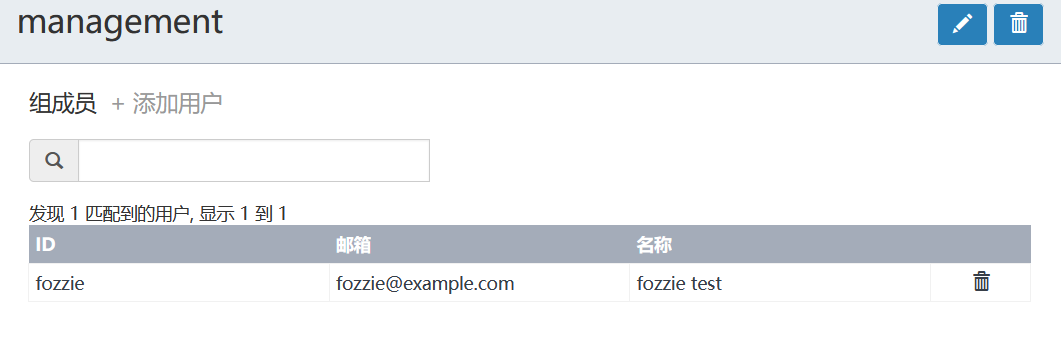 management
组成员 + 添加用户
发现 1 匹配到的用户, 显示 1 到 1
ID 邮箱 名称
fozzie fozzie@example.com fozzie test